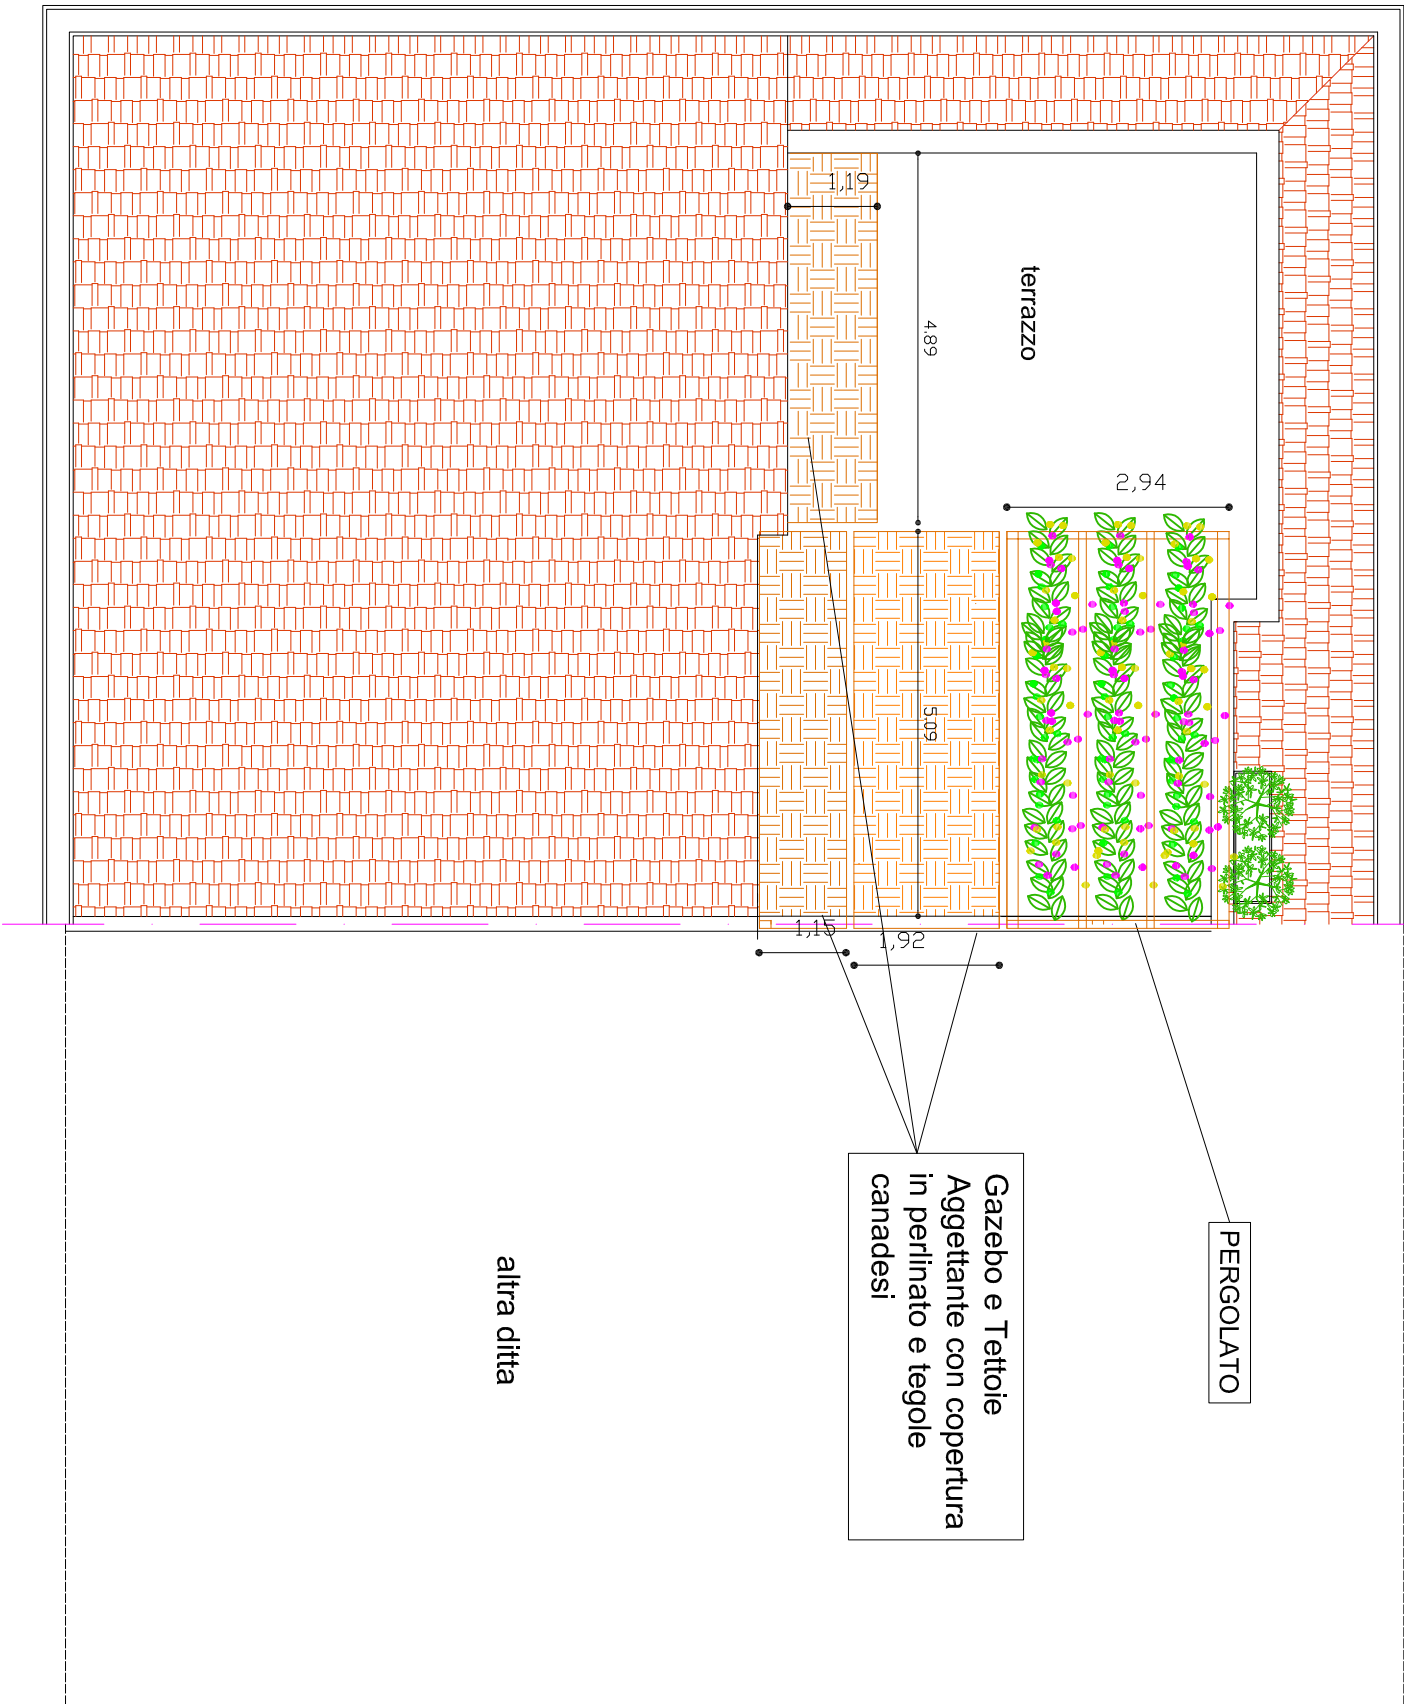 1,19
terrazzo
4.89
2,94
5.09
1,15
1,92
PERGOLATO
Gazebo e Tettoie
Aggettante con copertura
in perlinato e tegole
canadesi
altra ditta